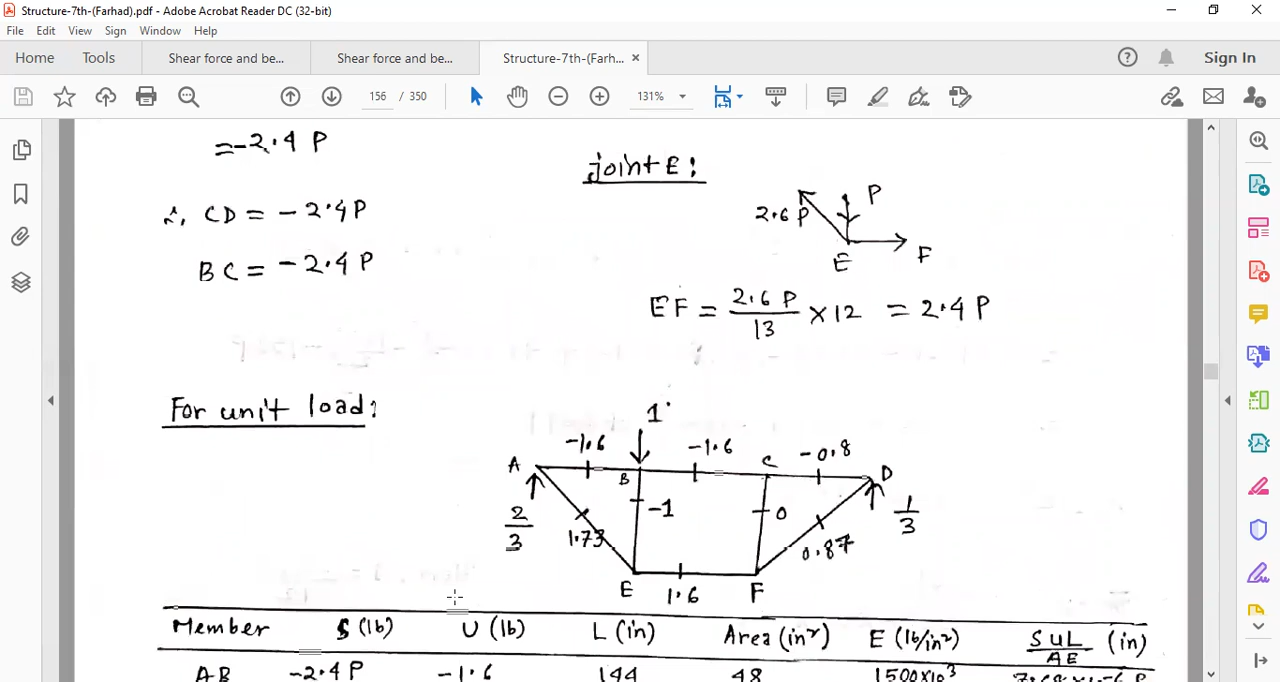 Structure-7th-(Farhad).pdf - Adobe Acrobat Reader DC (32-bit)
File Edit View Sign Window Help
Home Tools Shear force and be... Shear force and be... Structure-7th-(Farh... × Sign In
156 / 350 131%
=-2.4 P
joint E:
∴ CD = -2.4P
BC = -2.4 P
P
2.6 P
E
F
EF = 2.6 P / 13 × 12 = 2.4 P
For unit load:
1
-1.6 -1.6 -0.8
A B C D
2/3 -1 0 1/3
1.73 0.87
E 1.6 F
Member S (lb) U (lb) L (in) Area (in²) E (lb/in²) SUL/AE (in)
AB -2.4 P -1.6 144 48 1500×10³